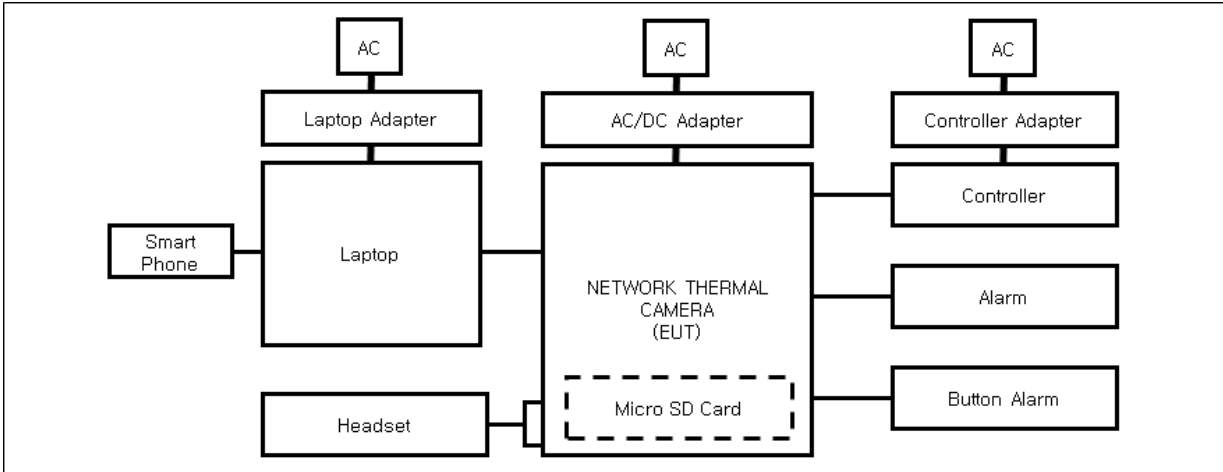 AC
AC
AC
Laptop Adapter
AC/DC Adapter
Controller Adapter
Controller
Smart
Phone
Laptop
NETWORK THERMAL
CAMERA
(EUT)
Alarm
Micro SD Card
Button Alarm
Headset